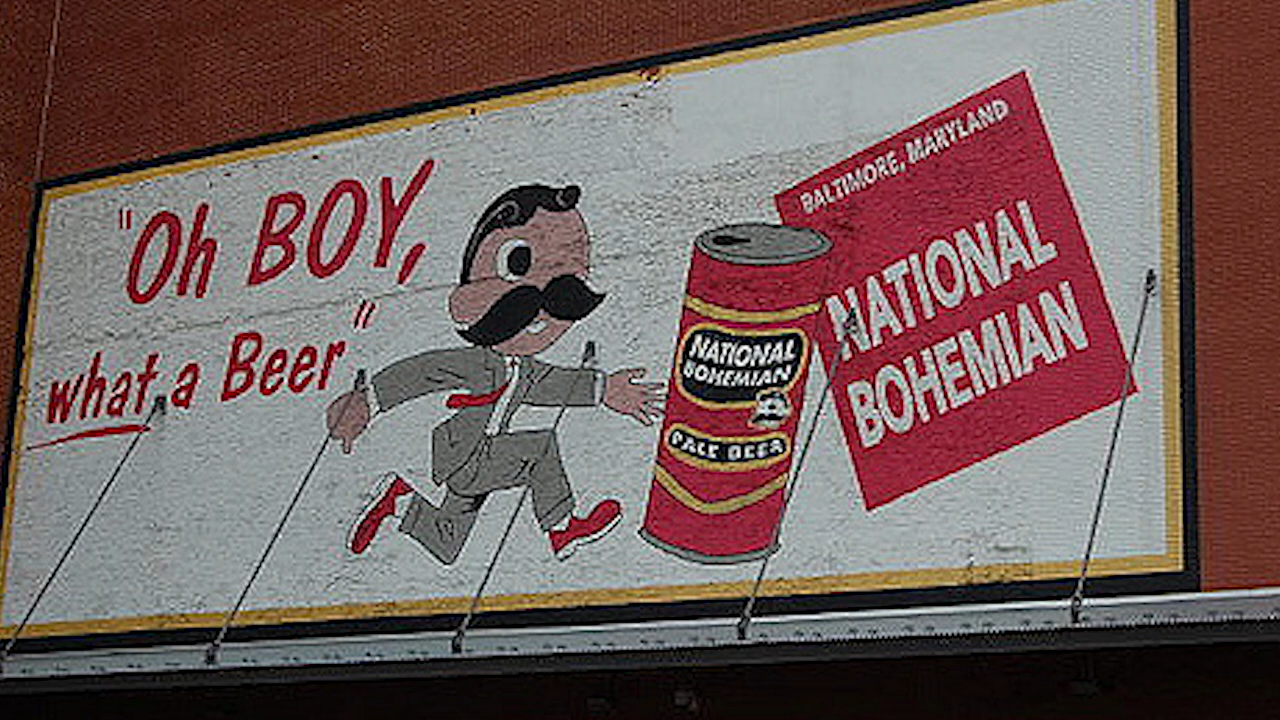 "Oh BOY,
what a Beer"
BALTIMORE, MARYLAND
NATIONAL
BOHEMIAN
NATIONAL
BOHEMIAN
PALE BEER